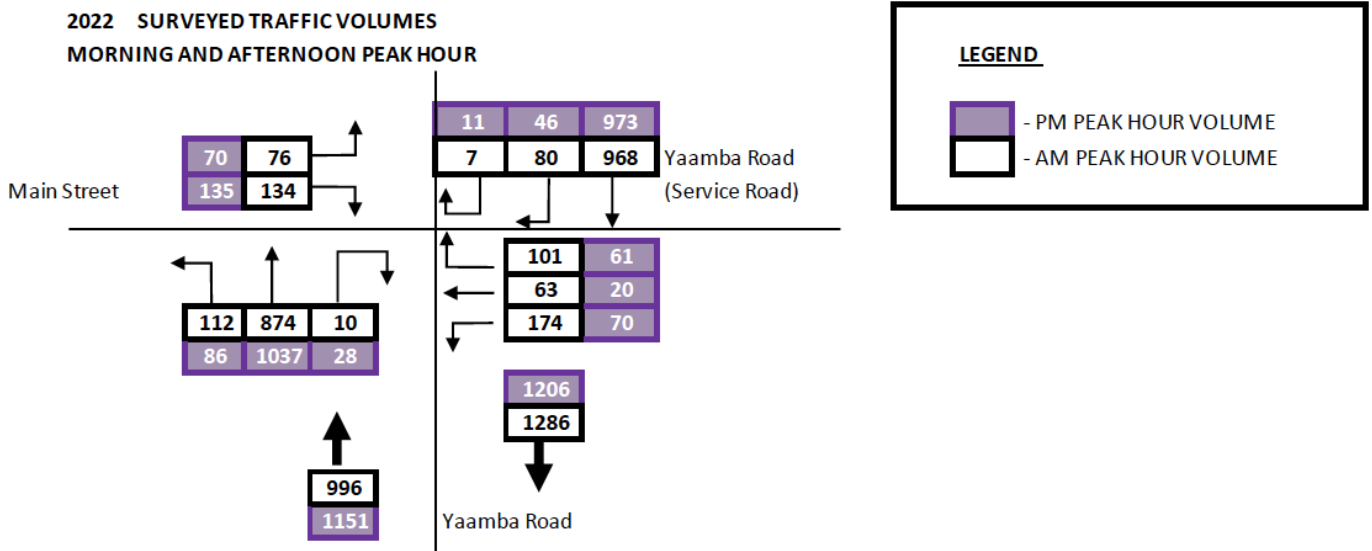 2022 SURVEYED TRAFFIC VOLUMES
MORNING AND AFTERNOON PEAK HOUR
LEGEND
- PM PEAK HOUR VOLUME
- AM PEAK HOUR VOLUME
11 46 973
7 80 968 Yaamba Road
(Service Road)
70 76
Main Street 135 134
101 61
63 20
174 70
112 874 10
86 1037 28
1206
1286
996
1151 Yaamba Road